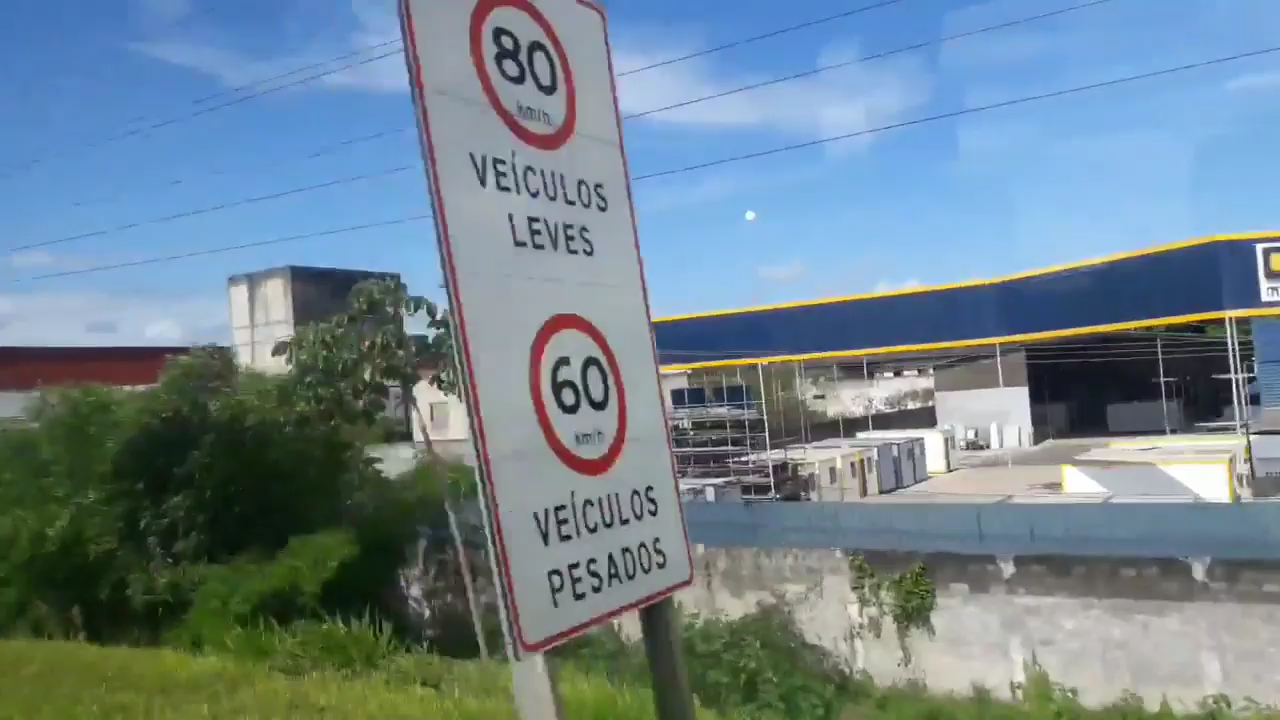 80
km/h
VEÍCULOS
LEVES
60
km/h
VEÍCULOS
PESADOS